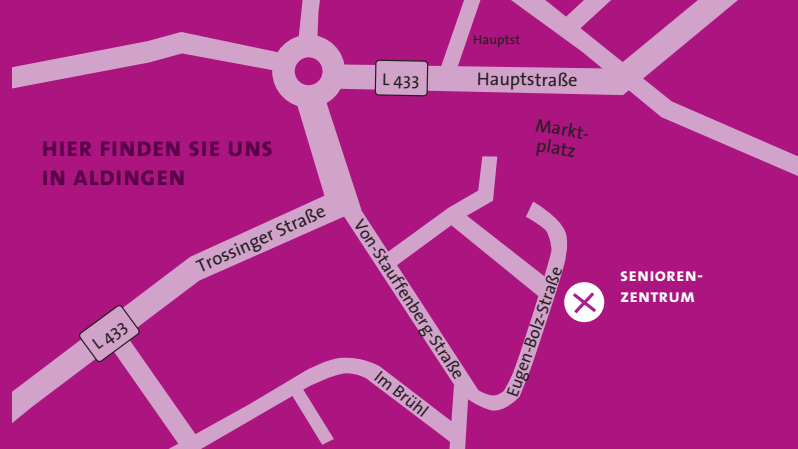 Hauptst
L 433
Hauptstraße
Markt-
platz
HIER FINDEN SIE UNS
IN ALDINGEN
Trossinger Straße
Von-Stauffenberg-Straße
Eugen-Bolz-Straße
SENIOREN-
ZENTRUM
L 433
Im Brühl